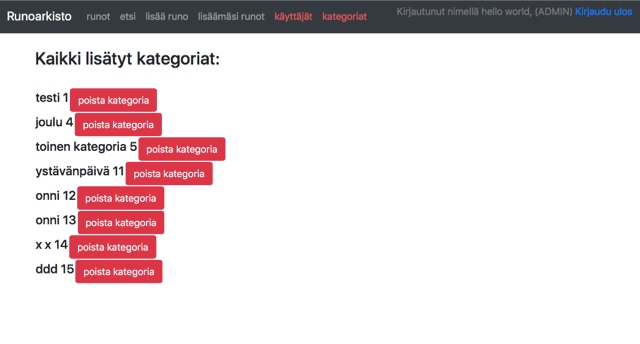 Runoarkisto runot etsi lisää runo lisäämäsi runot käyttäjät kategoriat Kirjautunut nimellä hello world, (ADMIN) Kirjaudu ulos
Kaikki lisätyt kategoriat:
testi 1 poista kategoria
joulu 4 poista kategoria
toinen kategoria 5 poista kategoria
ystävänpäivä 11 poista kategoria
onni 12 poista kategoria
onni 13 poista kategoria
x x 14 poista kategoria
ddd 15 poista kategoria